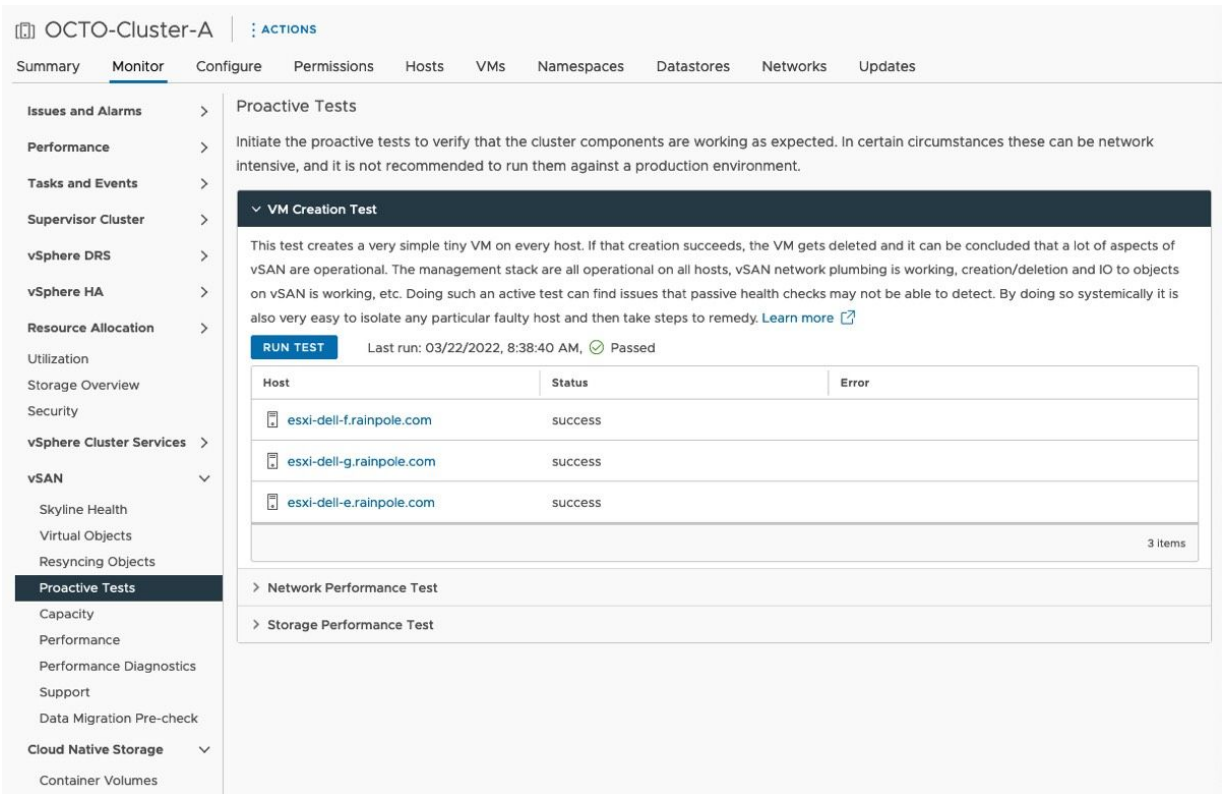 OCTO-Cluster-A
ACTIONS
Summary Monitor Configure Permissions Hosts VMs Namespaces Datastores Networks Updates
Issues and Alarms
Performance
Tasks and Events
Supervisor Cluster
vSphere DRS
vSphere HA
Resource Allocation
Utilization
Storage Overview
Security
vSphere Cluster Services
vSAN
Skyline Health
Virtual Objects
Resyncing Objects
Proactive Tests
Capacity
Performance
Performance Diagnostics
Support
Data Migration Pre-check
Cloud Native Storage
Container Volumes
Proactive Tests
Initiate the proactive tests to verify that the cluster components are working as expected. In certain circumstances these can be network
intensive, and it is not recommended to run them against a production environment.
VM Creation Test
This test creates a very simple tiny VM on every host. If that creation succeeds, the VM gets deleted and it can be concluded that a lot of aspects of
vSAN are operational. The management stack are all operational on all hosts, vSAN network plumbing is working, creation/deletion and IO to objects
on vSAN is working, etc. Doing such an active test can find issues that passive health checks may not be able to detect. By doing so systemically it is
also very easy to isolate any particular faulty host and then take steps to remedy. Learn more
RUN TEST Last run: 03/22/2022, 8:38:40 AM, Passed
Host Status Error
esxi-dell-f.rainpole.com success
esxi-dell-g.rainpole.com success
esxi-dell-e.rainpole.com success
3 items
Network Performance Test
Storage Performance Test